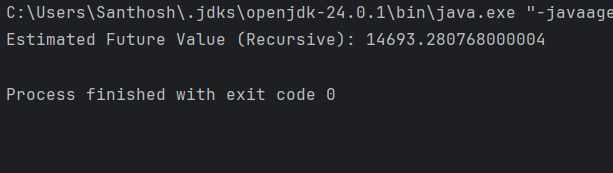 C:\Users\Santhosh\.jdks\openjdk-24.0.1\bin\java.exe "-javaage
Estimated Future Value (Recursive): 14693.280768000004
Process finished with exit code 0